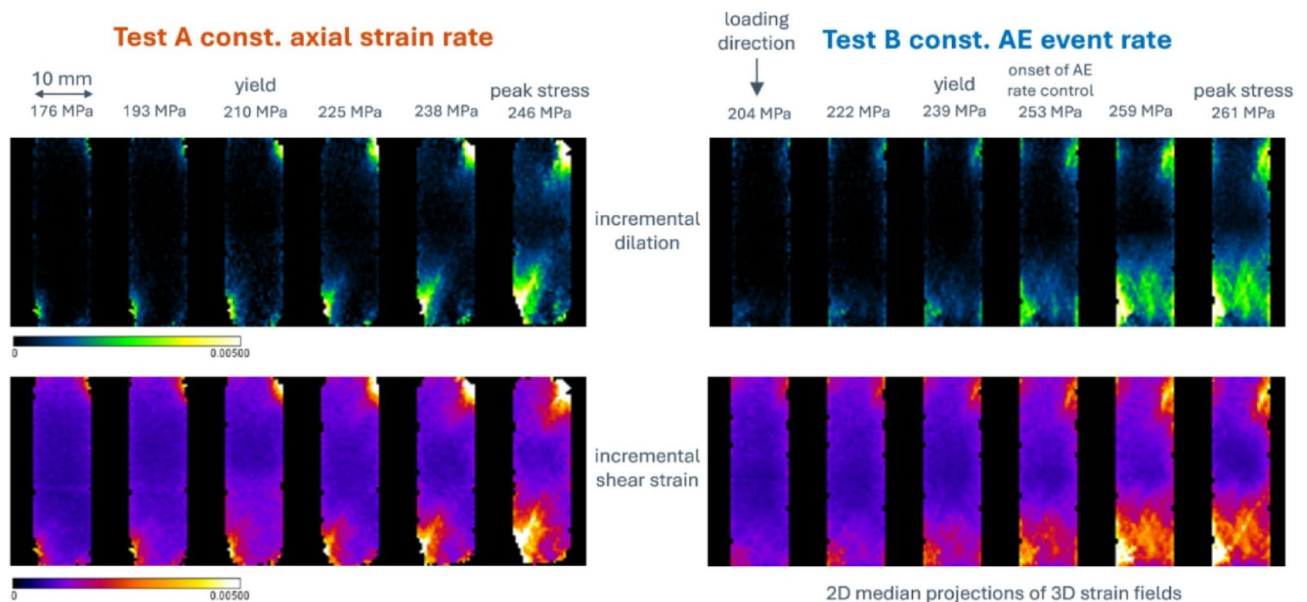 Test A const. axial strain rate
loading
direction
Test B const. AE event rate
10 mm
yield
peak stress
176 MPa 193 MPa 210 MPa 225 MPa 238 MPa 246 MPa
yield
onset of AE
rate control
peak stress
204 MPa 222 MPa 239 MPa 253 MPa 259 MPa 261 MPa
incremental
dilation
0 0.00500
incremental
shear strain
0 0.00500
2D median projections of 3D strain fields